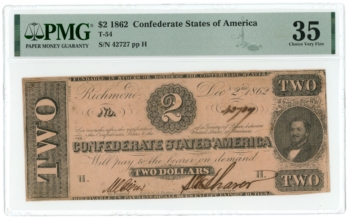 PMG
PAPER MONEY GUARANTY
$2 1862 Confederate States of America
T-54
S/N 42727 pp H
35
Choice Very Fine
Richmond Dec 2nd 1862
2
TWO
TWO
CONFEDERATE STATES OF AMERICA
Will pay to the bearer on demand
TWO DOLLARS
H.
H.
TWO
TWO